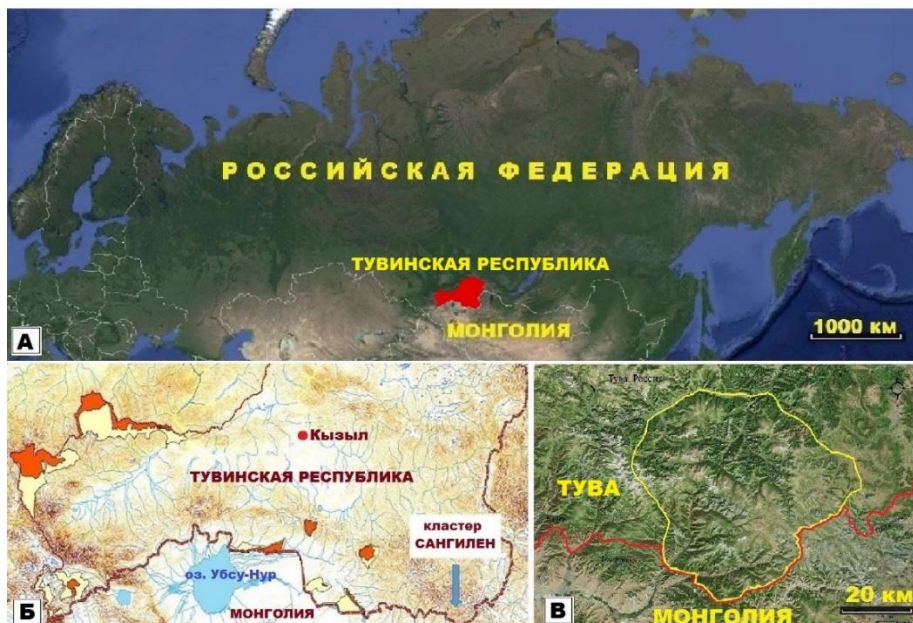 РОССИЙСКАЯ ФЕДЕРАЦИЯ
ТУВИНСКАЯ РЕСПУБЛИКА
МОНГОЛИЯ
А
1000 км
Кызыл
ТУВИНСКАЯ РЕСПУБЛИКА
кластер
САНГИЛЕН
оз. Убсу-Нур
Б
МОНГОЛИЯ
ТУВА
В
МОНГОЛИЯ
20 км